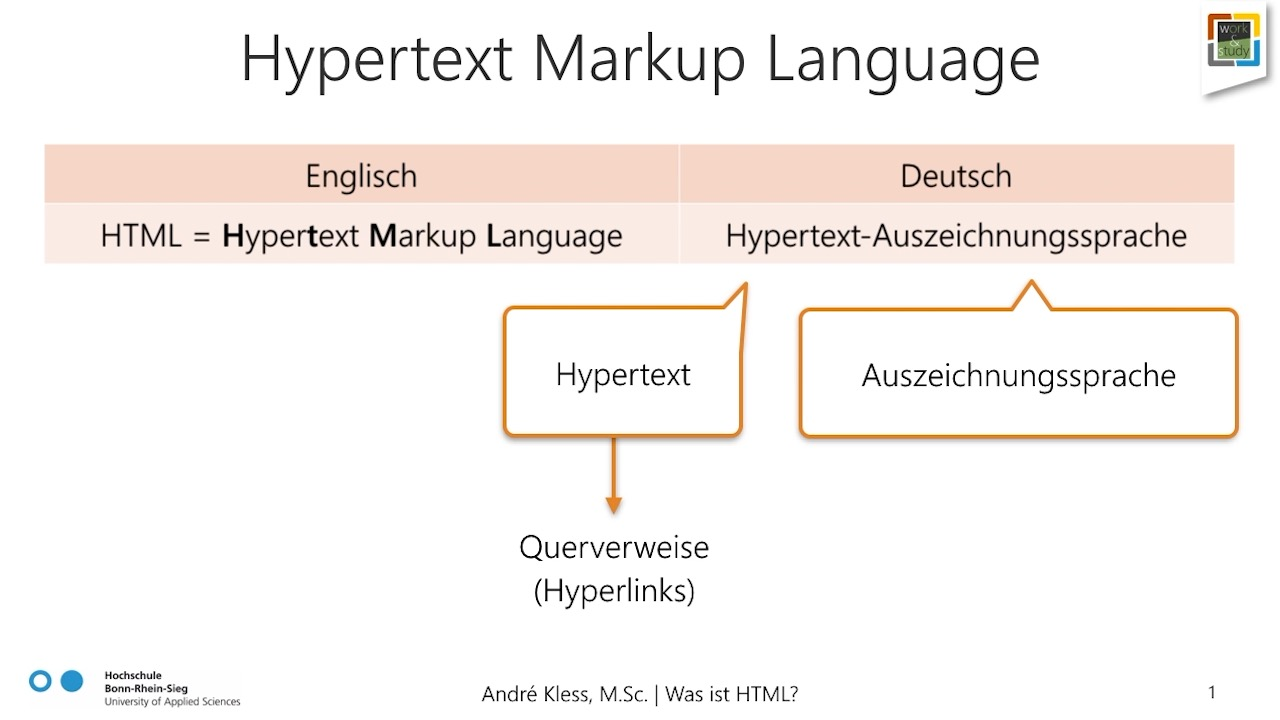 Hypertext Markup Language
work
&
study
Englisch
Deutsch
HTML = Hypertext Markup Language
Hypertext-Auszeichnungssprache
Hypertext
Auszeichnungssprache
Querverweise
(Hyperlinks)
Hochschule
Bonn-Rhein-Sieg
University of Applied Sciences
André Kless, M.Sc. | Was ist HTML?
1